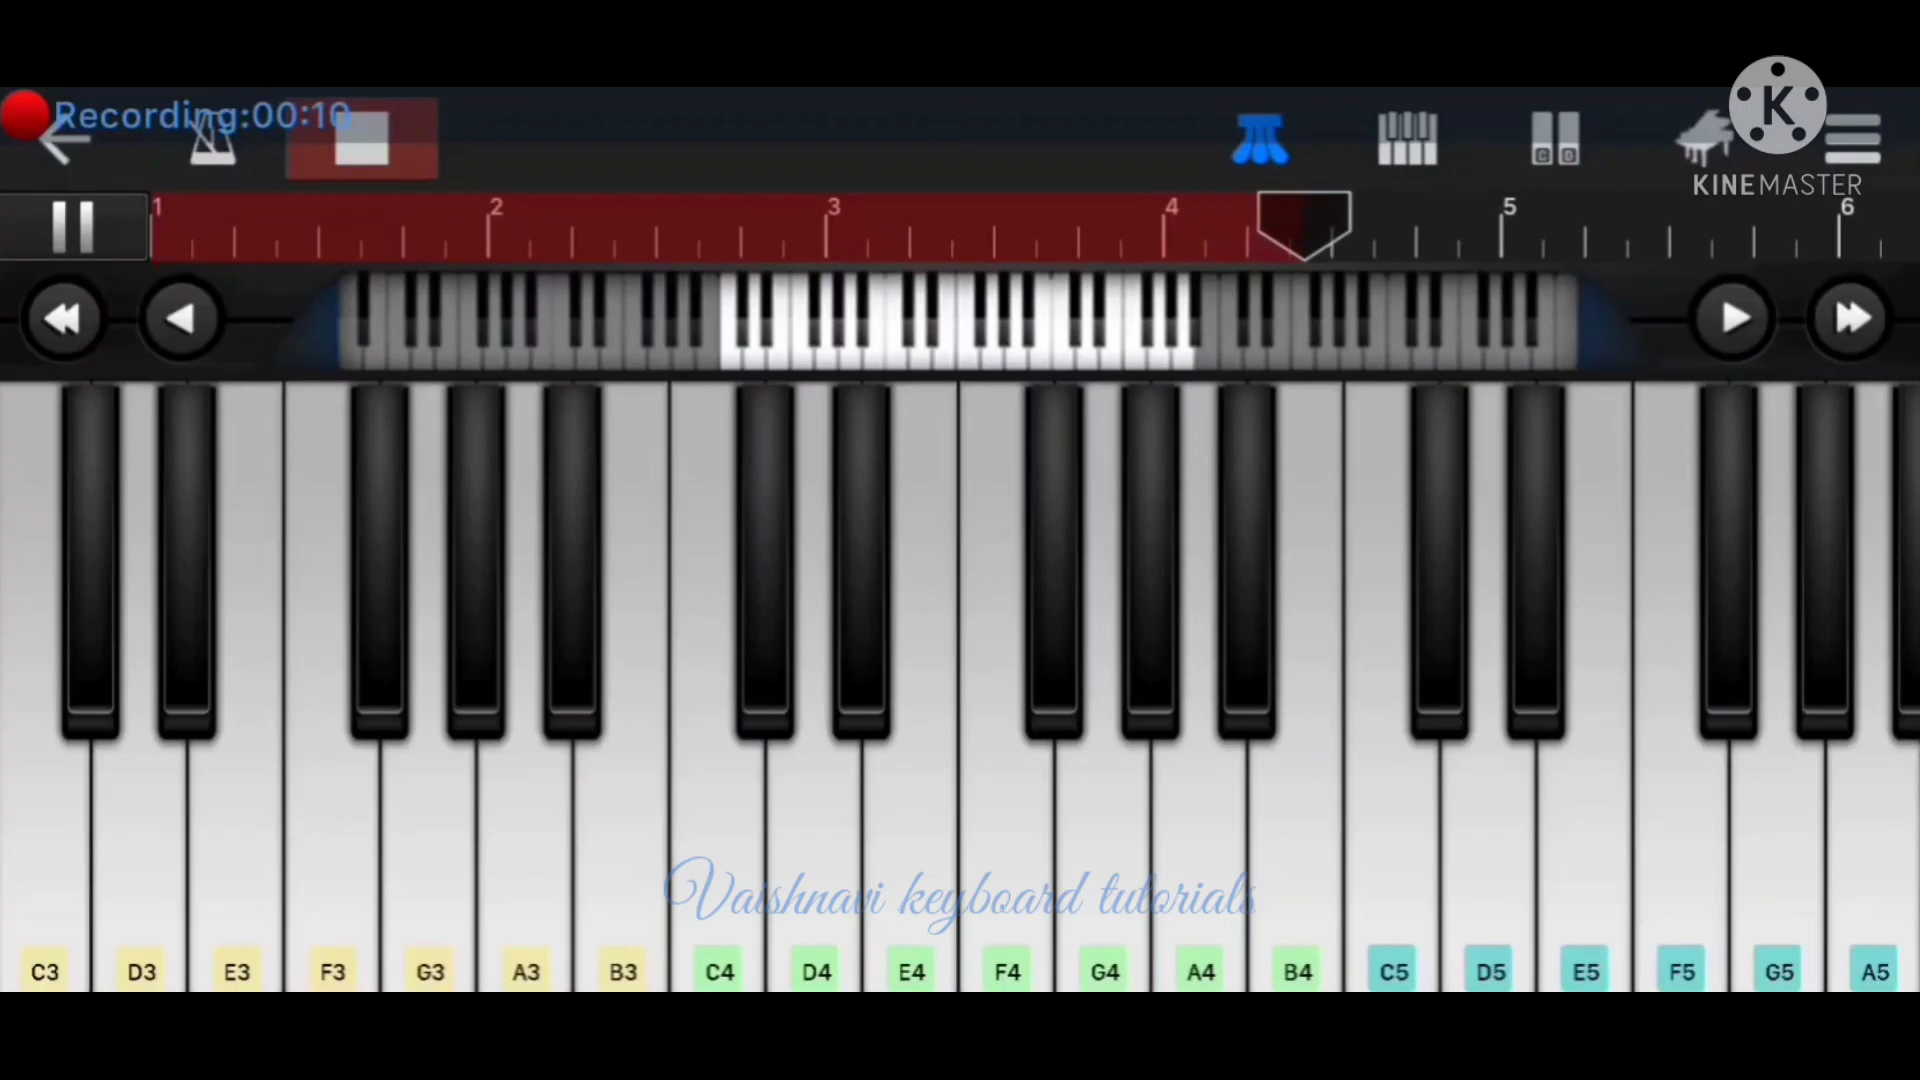 Recording:00:10
K
KINEMASTER
1 2 3 4 5 6
C D
Vaishnavi keyboard tutorials
C3 D3 E3 F3 G3 A3 B3 C4 D4 E4 F4 G4 A4 B4 C5 D5 E5 F5 G5 A5